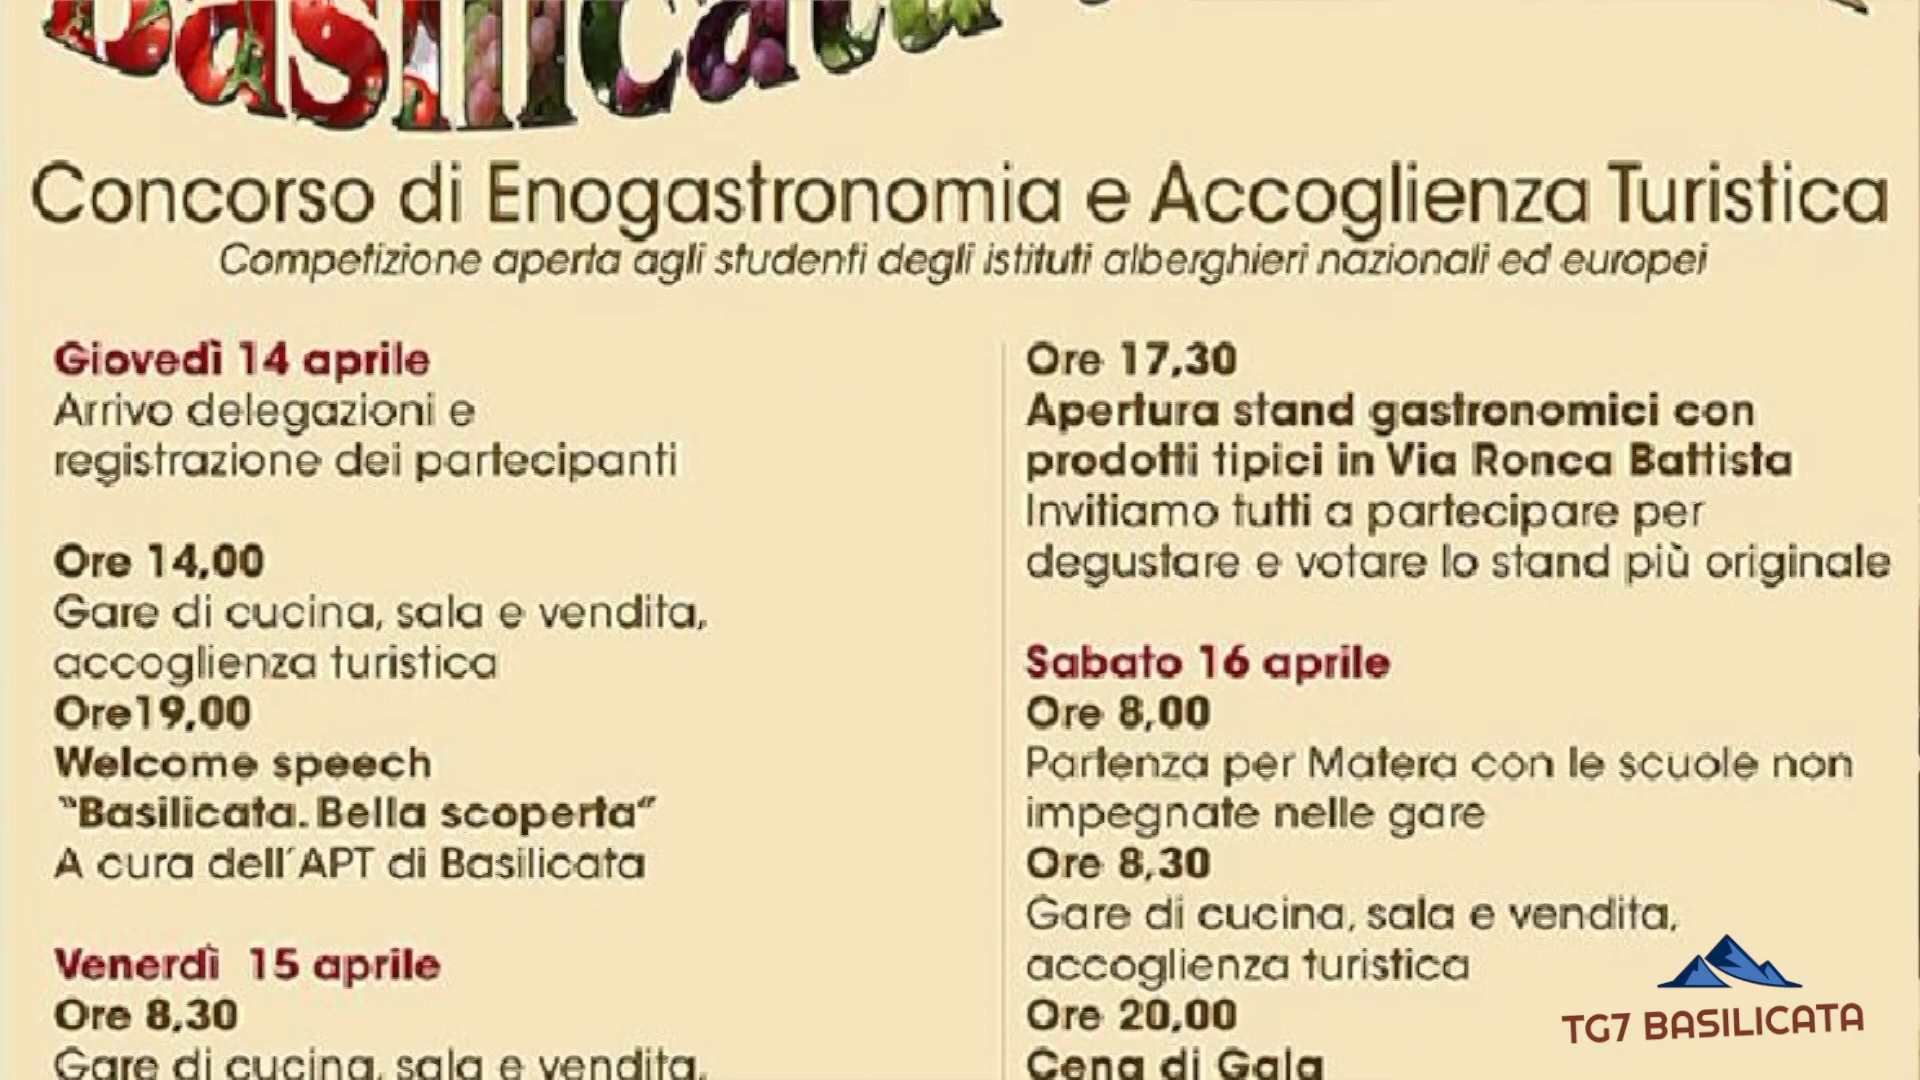 Basilicata
Concorso di Enogastronomia e Accoglienza Turistica
Competizione aperta agli studenti degli istituti alberghieri nazionali ed europei
Giovedì 14 aprile
Arrivo delegazioni e
registrazione dei partecipanti
Ore 14,00
Gare di cucina, sala e vendita,
accoglienza turistica
Ore19,00
Welcome speech
"Basilicata. Bella scoperta"
A cura dell´APT di Basilicata
Venerdì 15 aprile
Ore 8,30
Gare di cucina, sala e vendita,
Ore 17,30
Apertura stand gastronomici con
prodotti tipici in Via Ronca Battista
Invitiamo tutti a partecipare per
degustare e votare lo stand più originale
Sabato 16 aprile
Ore 8,00
Partenza per Matera con le scuole non
impegnate nelle gare
Ore 8,30
Gare di cucina, sala e vendita,
accoglienza turistica
Ore 20,00
Cena di Gala
TG7 BASILICATA